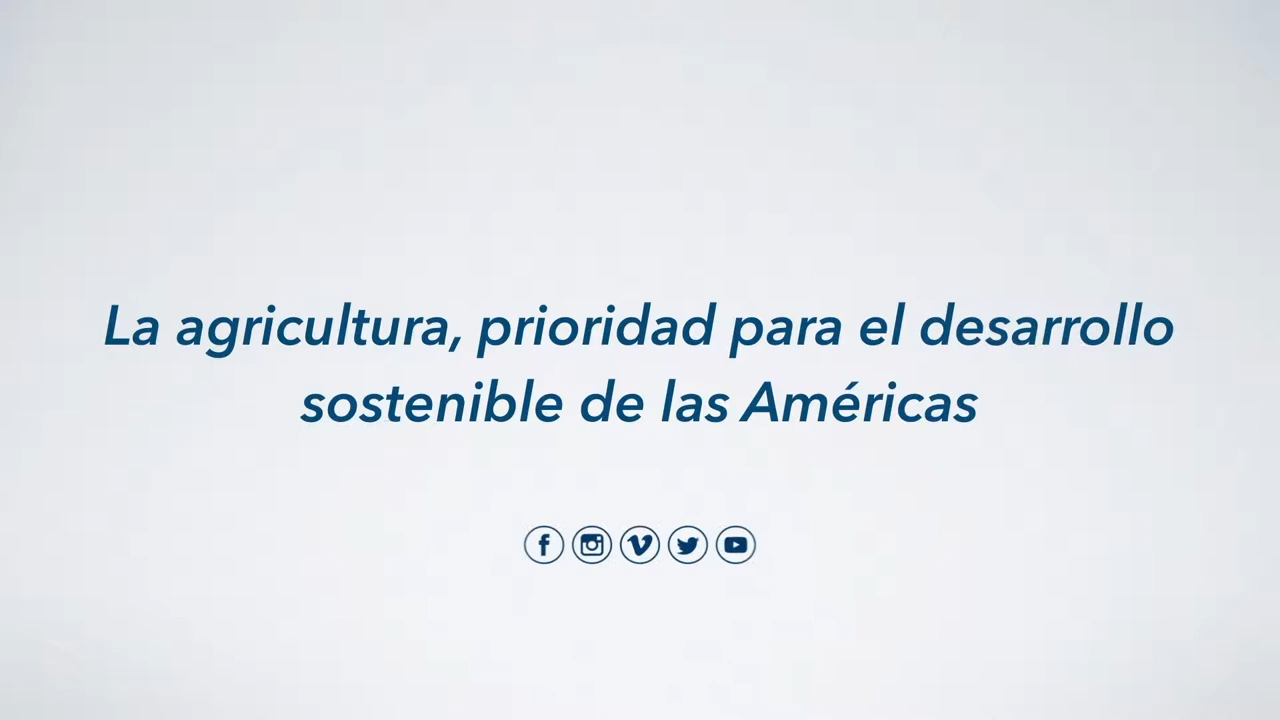 La agricultura, prioridad para el desarrollo
sostenible de las Américas